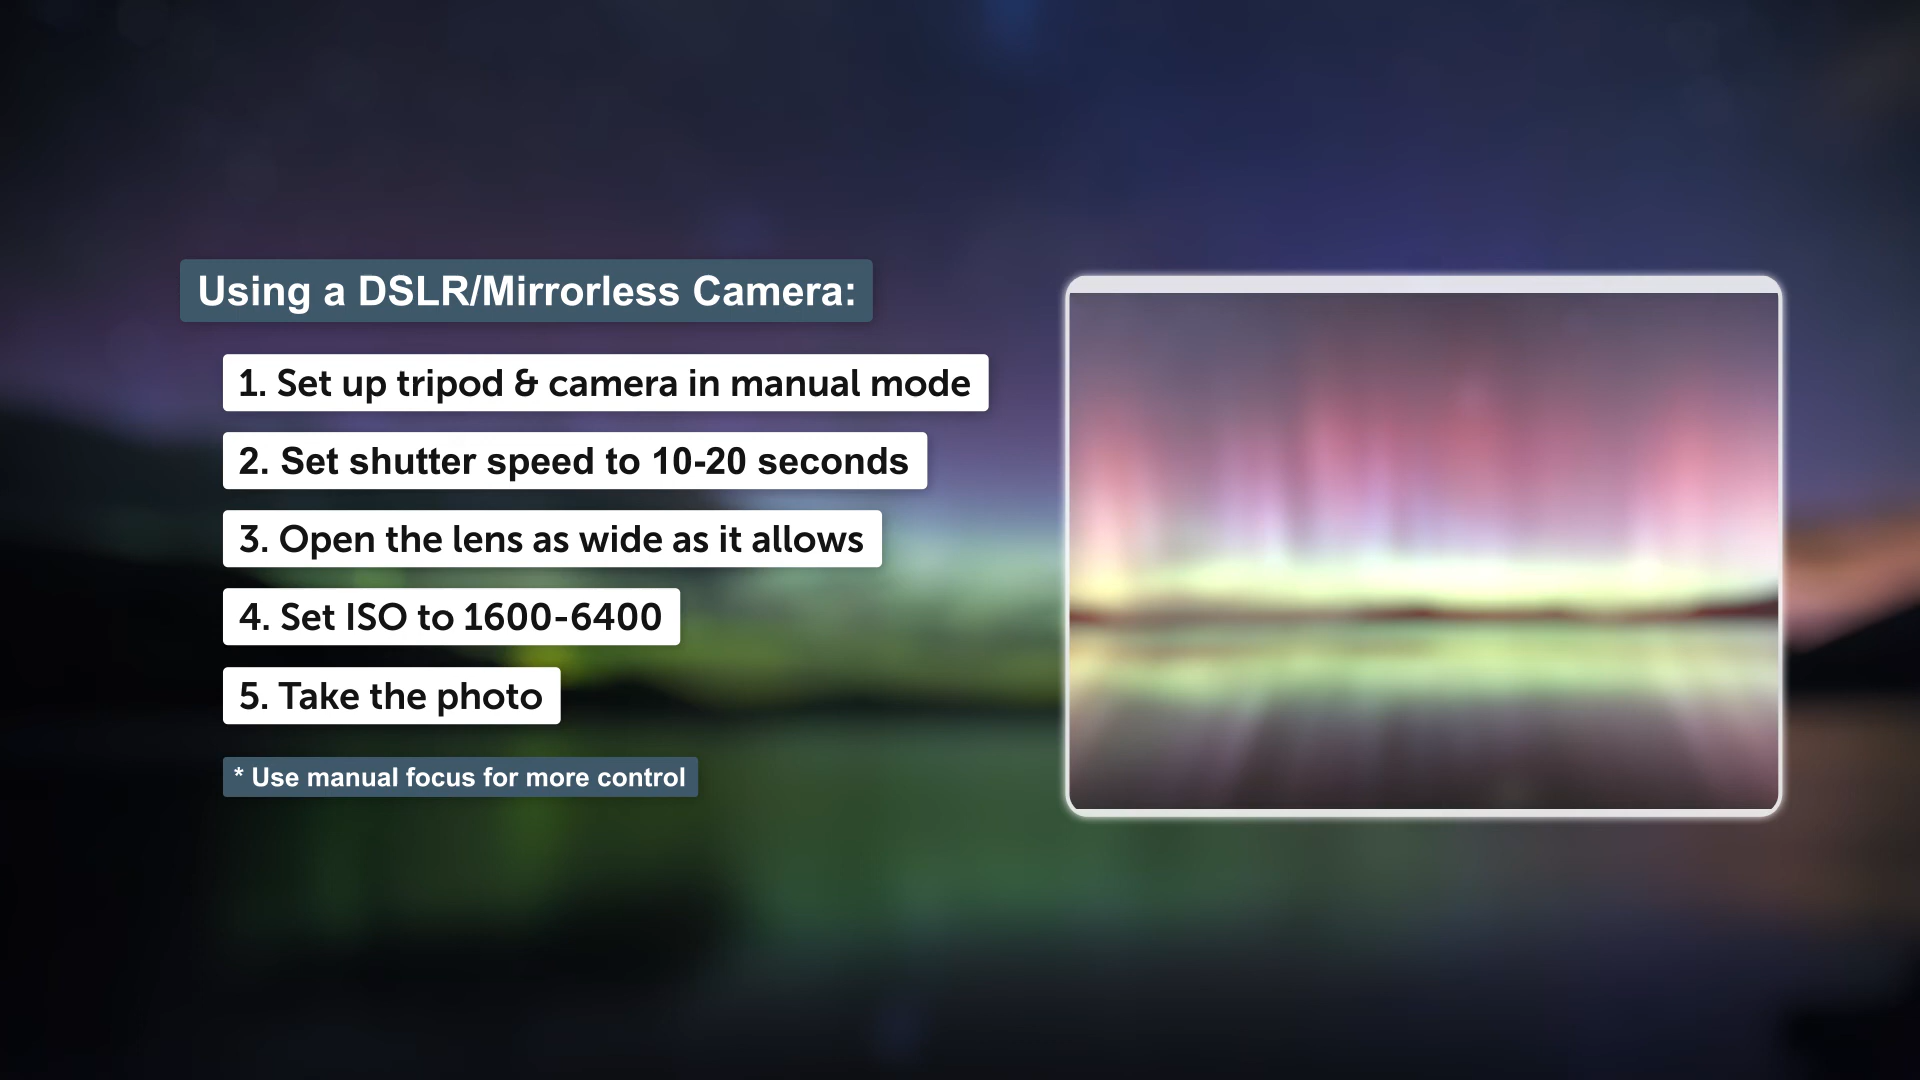 Using a DSLR/Mirrorless Camera:
1. Set up tripod & camera in manual mode
2. Set shutter speed to 10-20 seconds
3. Open the lens as wide as it allows
4. Set ISO to 1600-6400
5. Take the photo
* Use manual focus for more control